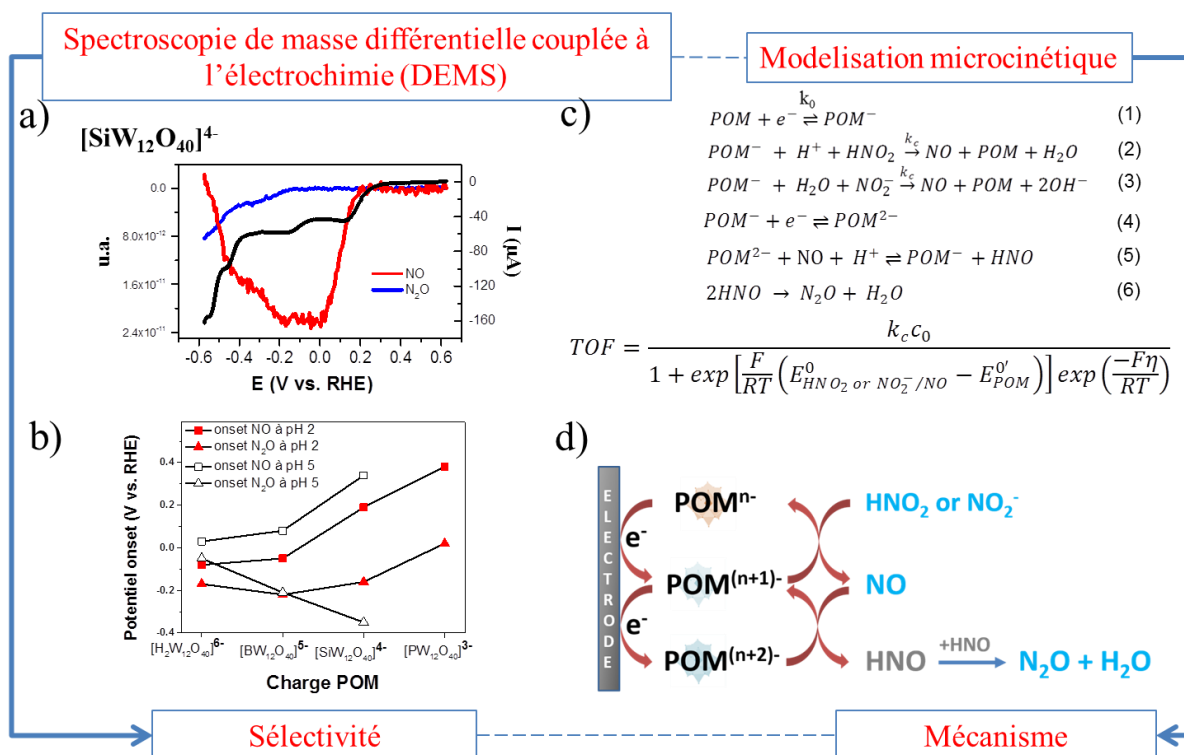 Spectroscopie de masse différentielle couplée à
l'électrochimie (DEMS)
Modelisation microcinétique
a)
[SiW₁₂O₄₀]⁴⁻
0.0
8.0x10⁻¹²
1.6x10⁻¹¹
2.4x10⁻¹¹
u.a.
0
-40
-80
-120
-160
I (µA)
NO
N₂O
-0.6 -0.4 -0.2 0.0 0.2 0.4 0.6
E (V vs. RHE)
c)
k₀
POM + e⁻ ⇌ POM⁻ (1)
POM⁻ + H⁺ + HNO₂ →(k_c) NO + POM + H₂O (2)
POM⁻ + H₂O + NO₂⁻ →(k_c) NO + POM + 2OH⁻ (3)
POM⁻ + e⁻ ⇌ POM²⁻ (4)
POM²⁻ + NO + H⁺ ⇌ POM⁻ + HNO (5)
2HNO → N₂O + H₂O (6)
TOF = k_c c₀ / 1 + exp[F/RT (E⁰_HNO₂ or NO₂⁻/NO − E⁰′_POM)] exp(−Fη/RT)
b)
onset NO à pH 2
onset N₂O à pH 2
onset NO à pH 5
onset N₂O à pH 5
Potentiel onset (V vs. RHE)
0.4
0.2
0.0
-0.2
-0.4
[H₂W₁₂O₄₀]⁶⁻ [BW₁₂O₄₀]⁵⁻ [SiW₁₂O₄₀]⁴⁻ [PW₁₂O₄₀]³⁻
Charge POM
d)
ELECTRODE
POMⁿ⁻
HNO₂ or NO₂⁻
e⁻
POM⁽ⁿ⁺¹⁾⁻
NO
e⁻
POM⁽ⁿ⁺²⁾⁻
HNO
+HNO
N₂O + H₂O
Sélectivité
Mécanisme